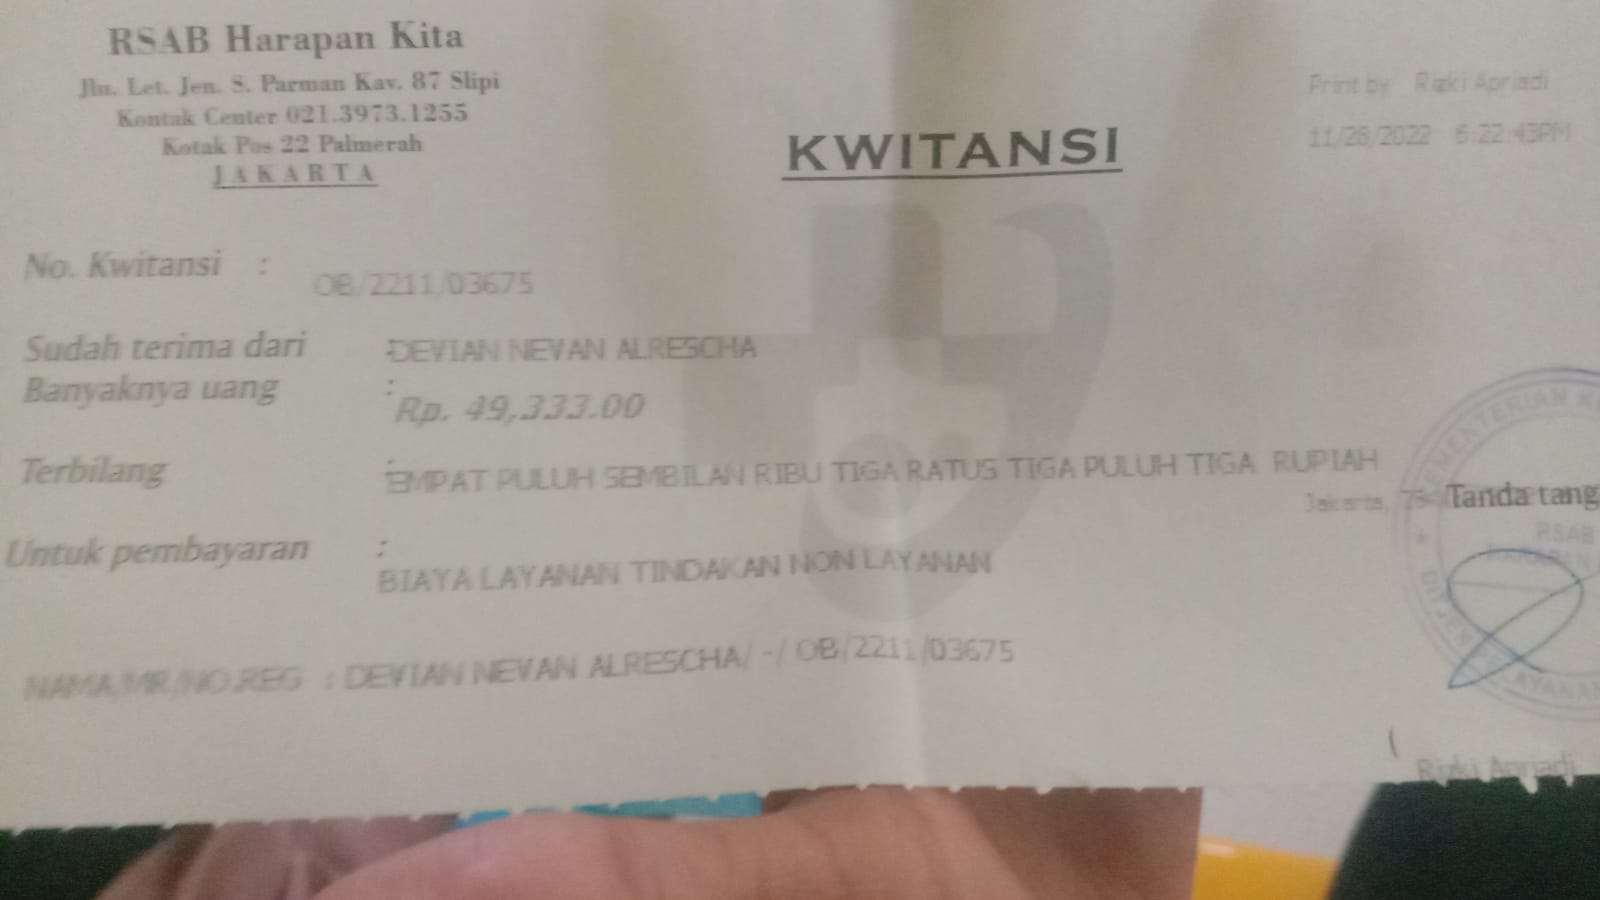 RSAB Harapan Kita
Jln. Let. Jen. S. Parman Kav. 87 Slipi
Kontak Center 021.3973.1255
Kotak Pos 22 Palmerah
JAKARTA
Print by Rizki Apriadi
11/26/2022 6:22:43PM
KWITANSI
No. Kwitansi : OB/2211/03675
Sudah terima dari : DEVIAN NEVAN ALRESCHA
Banyaknya uang : Rp. 49,333.00
Terbilang : EMPAT PULUH SEMBILAN RIBU TIGA RATUS TIGA PULUH TIGA RUPIAH
Jakarta, Tanda tang
Untuk pembayaran : BIAYA LAYANAN TINDAKAN NON LAYANAN
RSAB
NAMA/MR/NO.REG : DEVIAN NEVAN ALRESCHA/ -/ OB/2211/03675
(
Rizki Apriadi